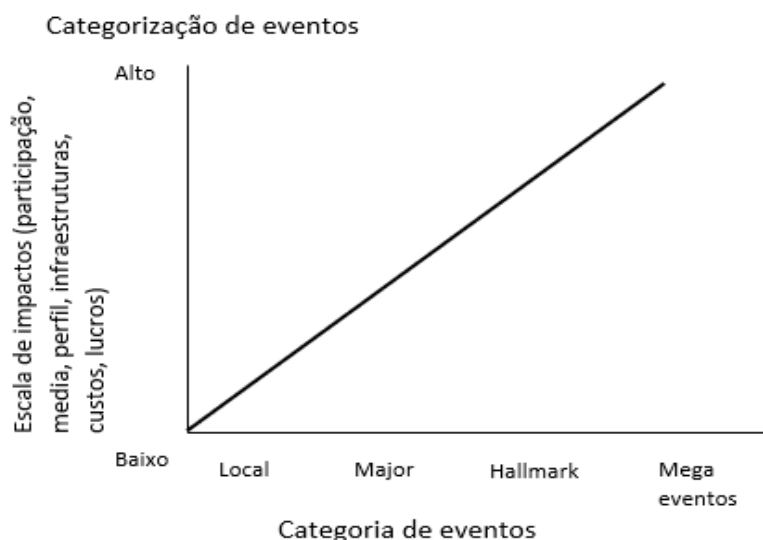 Categorização de eventos
Alto
Escala de impactos (participação,
media, perfil, infraestruturas,
custos, lucros)
Baixo
Local
Major
Hallmark
Mega
eventos
Categoria de eventos